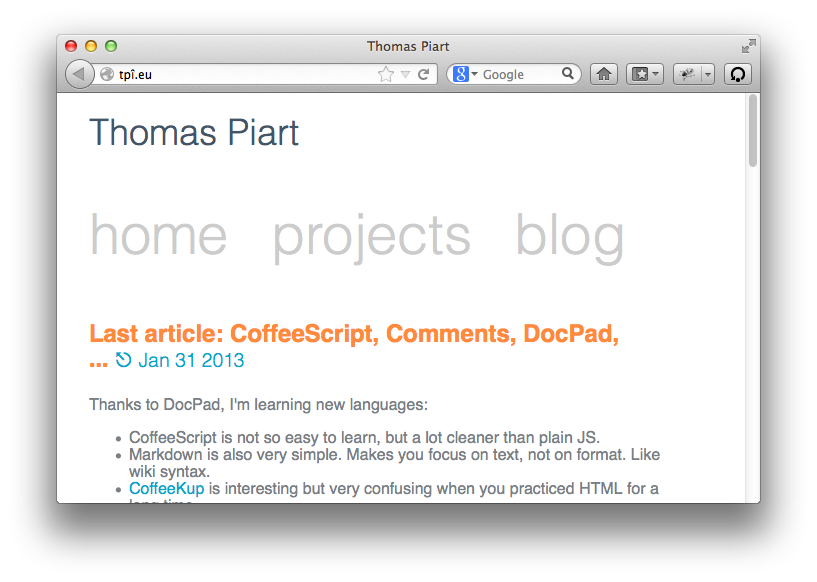 Thomas Piart
tpî.eu
Google
Thomas Piart
home projects blog
Last article: CoffeeScript, Comments, DocPad,
... Jan 31 2013
Thanks to DocPad, I'm learning new languages:
• CoffeeScript is not so easy to learn, but a lot cleaner than plain JS.
• Markdown is also very simple. Makes you focus on text, not on format. Like
wiki syntax.
• CoffeeKup is interesting but very confusing when you practiced HTML for a
long time